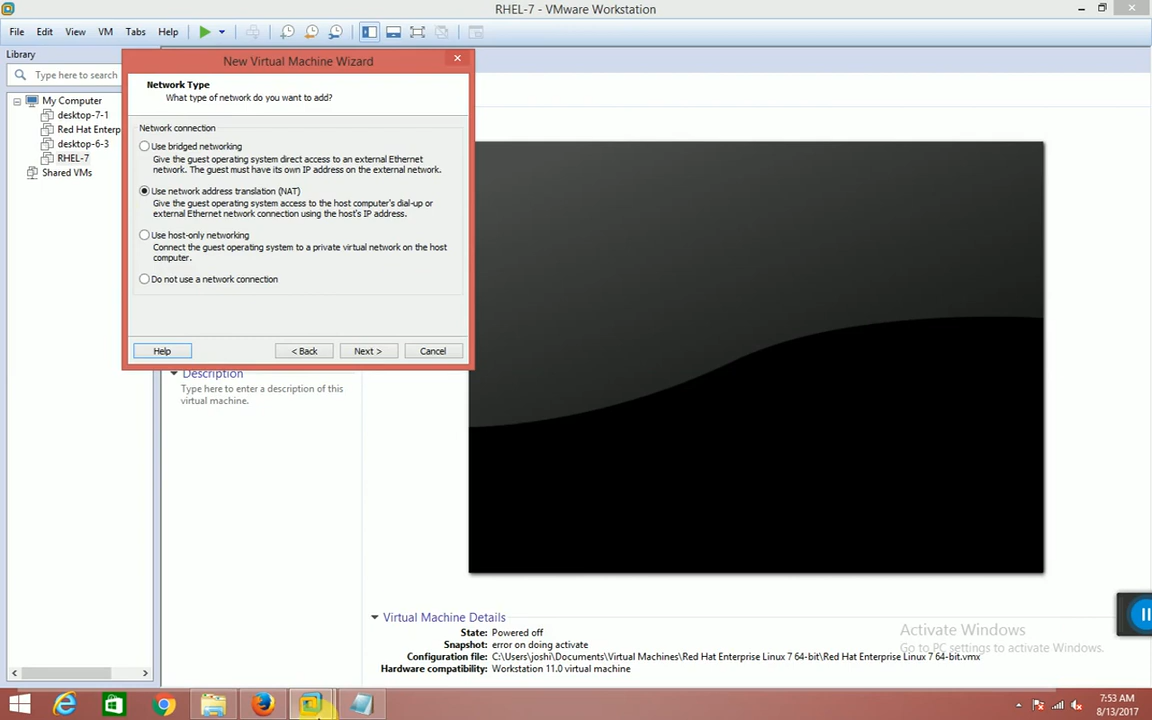 RHEL-7 - VMware Workstation
File Edit View VM Tabs Help
Library
Type here to search
My Computer
desktop-7-1
Red Hat Enterp
desktop-6-3
RHEL-7
Shared VMs
New Virtual Machine Wizard
Network Type
What type of network do you want to add?
Network connection
Use bridged networking
Give the guest operating system direct access to an external Ethernet
network. The guest must have its own IP address on the external network.
Use network address translation (NAT)
Give the guest operating system access to the host computer's dial-up or
external Ethernet network connection using the host's IP address.
Use host-only networking
Connect the guest operating system to a private virtual network on the host
computer.
Do not use a network connection
Help < Back Next > Cancel
Description
Type here to enter a description of this
virtual machine.
Virtual Machine Details
State: Powered off
Snapshot: error on doing activate
Configuration file: C:\Users\joshi\Documents\Virtual Machines\Red Hat Enterprise Linux 7 64-bit\Red Hat Enterprise Linux 7 64-bit.vmx
Hardware compatibility: Workstation 11.0 virtual machine
Activate Windows
Go to PC settings to activate Windows.
7:53 AM
8/13/2017